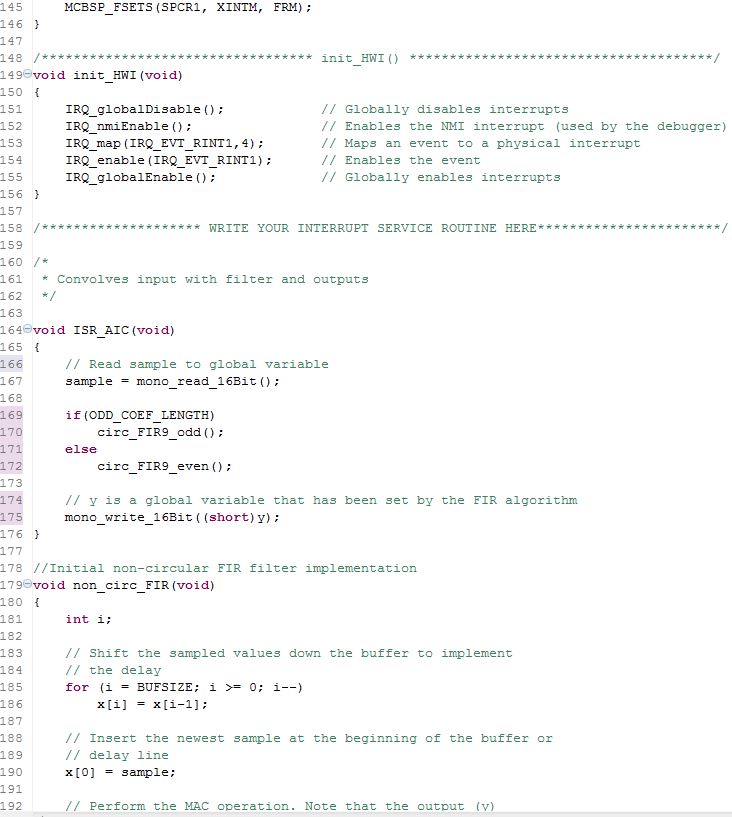 145     MCBSP_FSETS(SPCR1, XINTM, FRM);
146 }
147
148 /********************************** init_HWI() **************************************/
149 void init_HWI(void)
150 {
151     IRQ_globalDisable();            // Globally disables interrupts
152     IRQ_nmiEnable();                // Enables the NMI interrupt (used by the debugger)
153     IRQ_map(IRQ_EVT_RINT1,4);       // Maps an event to a physical interrupt
154     IRQ_enable(IRQ_EVT_RINT1);      // Enables the event
155     IRQ_globalEnable();             // Globally enables interrupts
156 }
157
158 /******************** WRITE YOUR INTERRUPT SERVICE ROUTINE HERE***********************/
159
160 /*
161  * Convolves input with filter and outputs
162  */
163
164 void ISR_AIC(void)
165 {
166     // Read sample to global variable
167     sample = mono_read_16Bit();
168
169     if(ODD_COEF_LENGTH)
170         circ_FIR9_odd();
171     else
172         circ_FIR9_even();
173
174     // y is a global variable that has been set by the FIR algorithm
175     mono_write_16Bit((short)y);
176 }
177
178 //Initial non-circular FIR filter implementation
179 void non_circ_FIR(void)
180 {
181     int i;
182
183     // Shift the sampled values down the buffer to implement
184     // the delay
185     for (i = BUFSIZE; i >= 0; i--)
186         x[i] = x[i-1];
187
188     // Insert the newest sample at the beginning of the buffer or
189     // delay line
190     x[0] = sample;
191
192     // Perform the MAC operation. Note that the output (y)